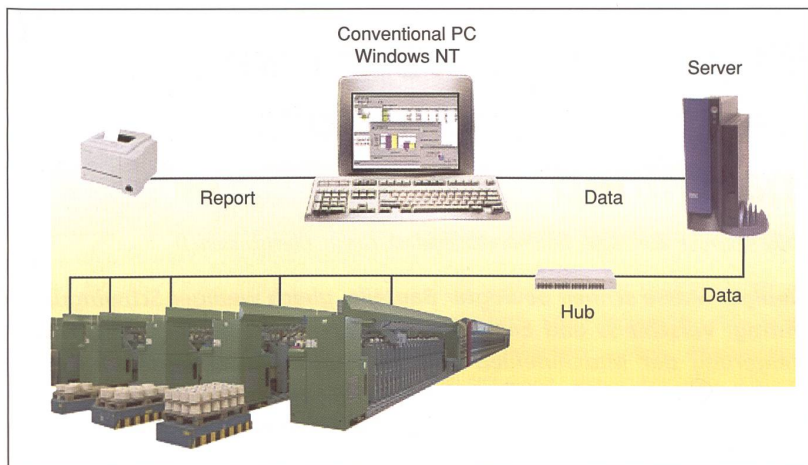 Conventional PC
Windows NT
Server
Report
Data
Hub
Data